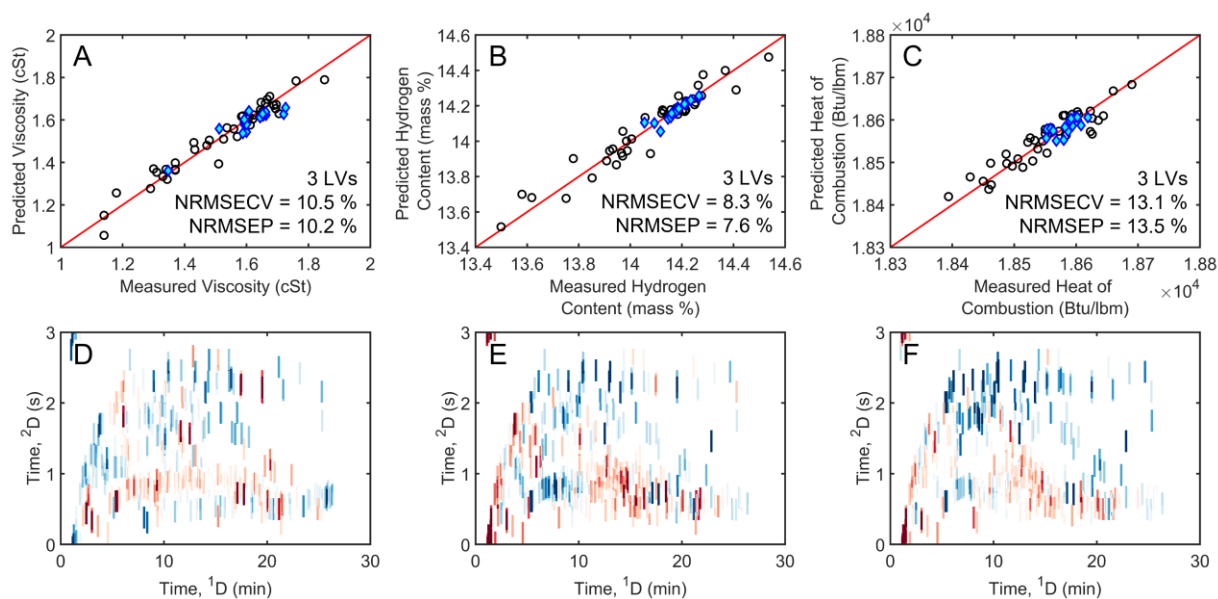 A
Predicted Viscosity (cSt)
2
1.8
1.6
1.4
1.2
1
3 LVs
NRMSECV = 10.5 %
NRMSEP = 10.2 %
1 1.2 1.4 1.6 1.8 2
Measured Viscosity (cSt)
B
Predicted Hydrogen
Content (mass %)
14.6
14.4
14.2
14
13.8
13.6
13.4
3 LVs
NRMSECV = 8.3 %
NRMSEP = 7.6 %
13.4 13.6 13.8 14 14.2 14.4 14.6
Measured Hydrogen
Content (mass %)
C
×10⁴
Predicted Heat of
Combustion (Btu/lbm)
1.88
1.87
1.86
1.85
1.84
1.83
3 LVs
NRMSECV = 13.1 %
NRMSEP = 13.5 %
1.83 1.84 1.85 1.86 1.87 1.88
Measured Heat of
Combustion (Btu/lbm)
×10⁴
D
Time, ²D (s)
3
2
1
0
0 10 20 30
Time, ¹D (min)
E
Time, ²D (s)
3
2
1
0
0 10 20 30
Time, ¹D (min)
F
Time, ²D (s)
3
2
1
0
0 10 20 30
Time, ¹D (min)